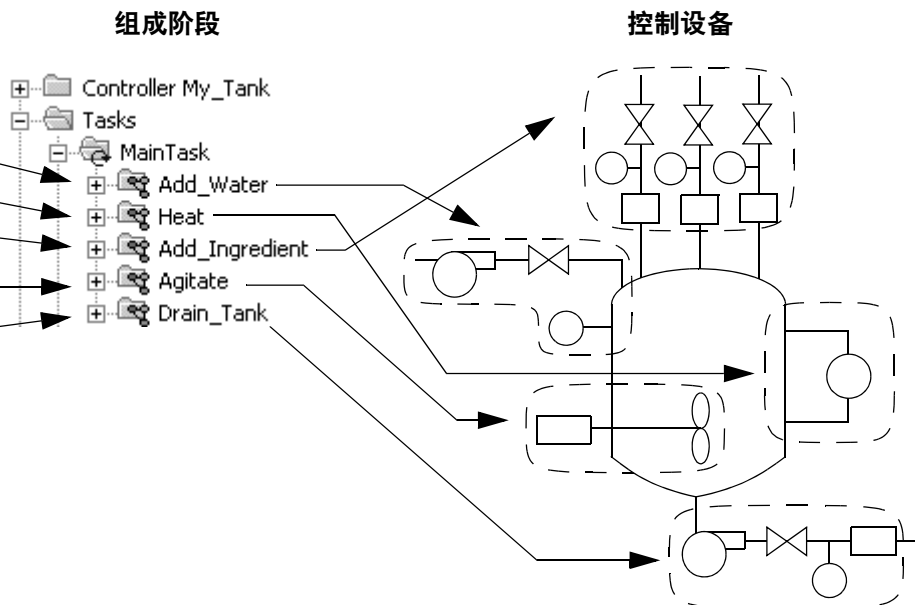 组成阶段
控制设备
Controller My_Tank
Tasks
MainTask
Add_Water
Heat
Add_Ingredient
Agitate
Drain_Tank